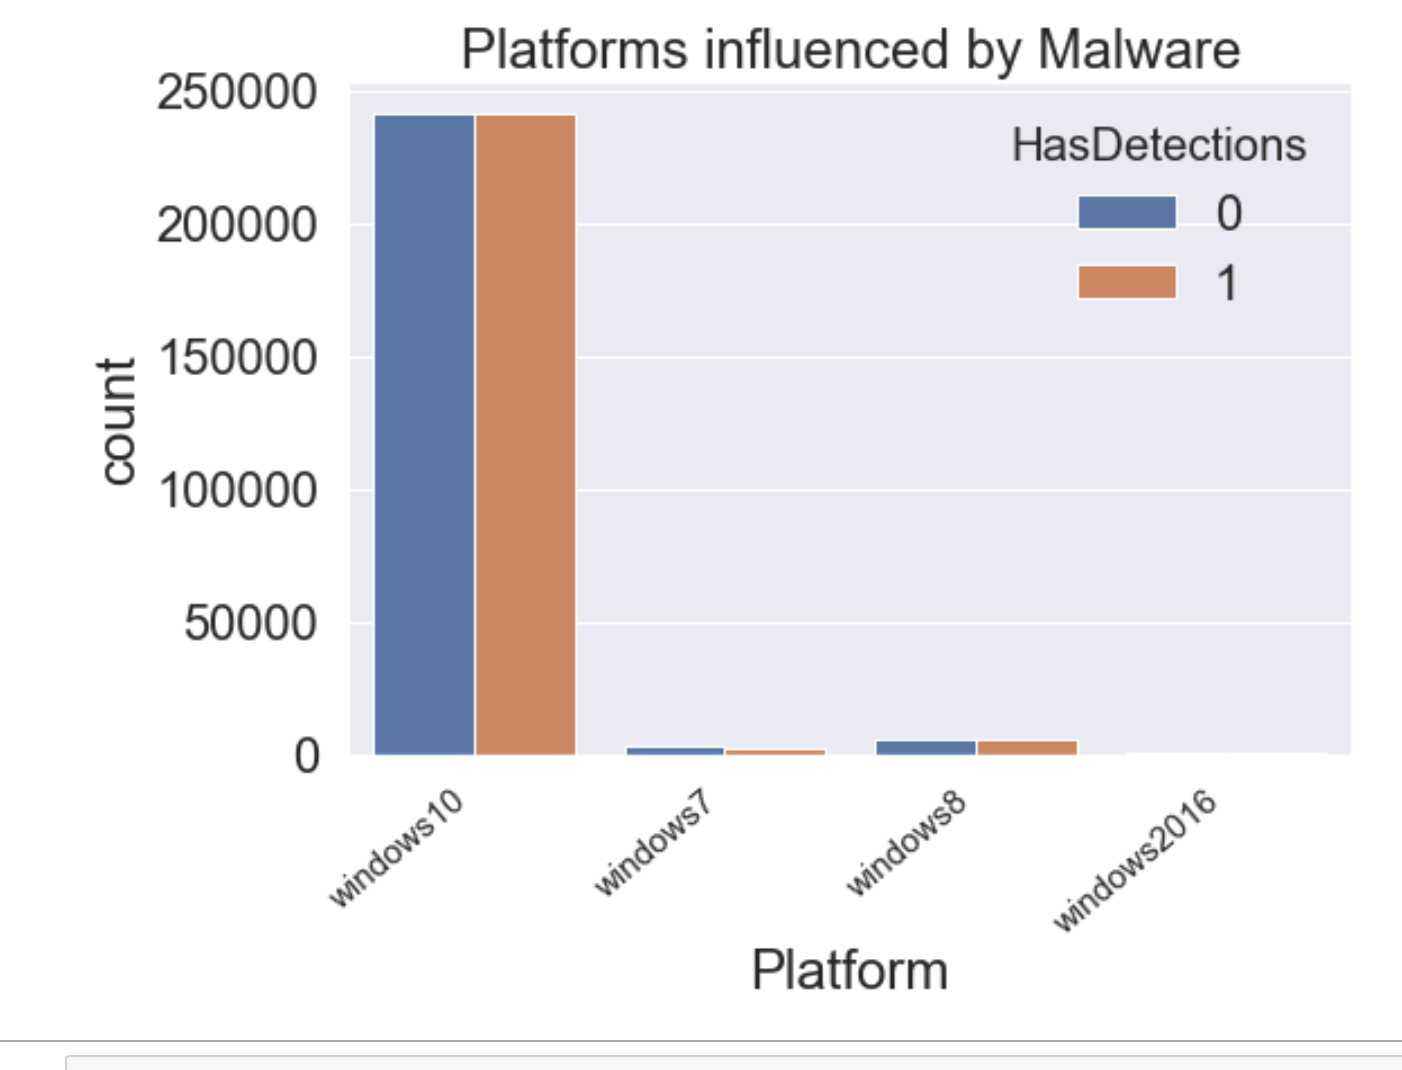 Platforms influenced by Malware
250000
200000
150000
100000
50000
0
count
HasDetections
0
1
windows10
windows7
windows8
windows2016
Platform